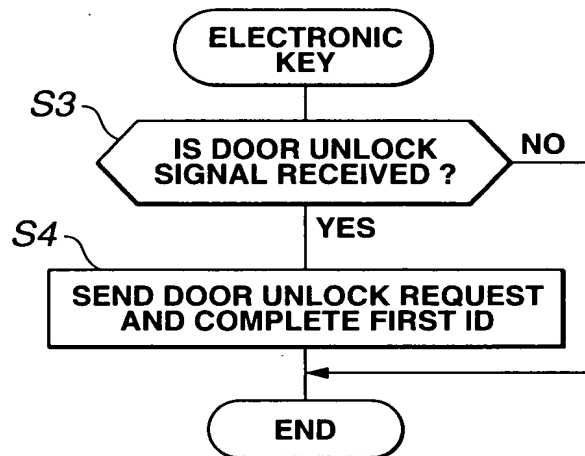 ELECTRONIC
KEY
S3
IS DOOR UNLOCK
SIGNAL RECEIVED ?
NO
YES
S4
SEND DOOR UNLOCK REQUEST
AND COMPLETE FIRST ID
END